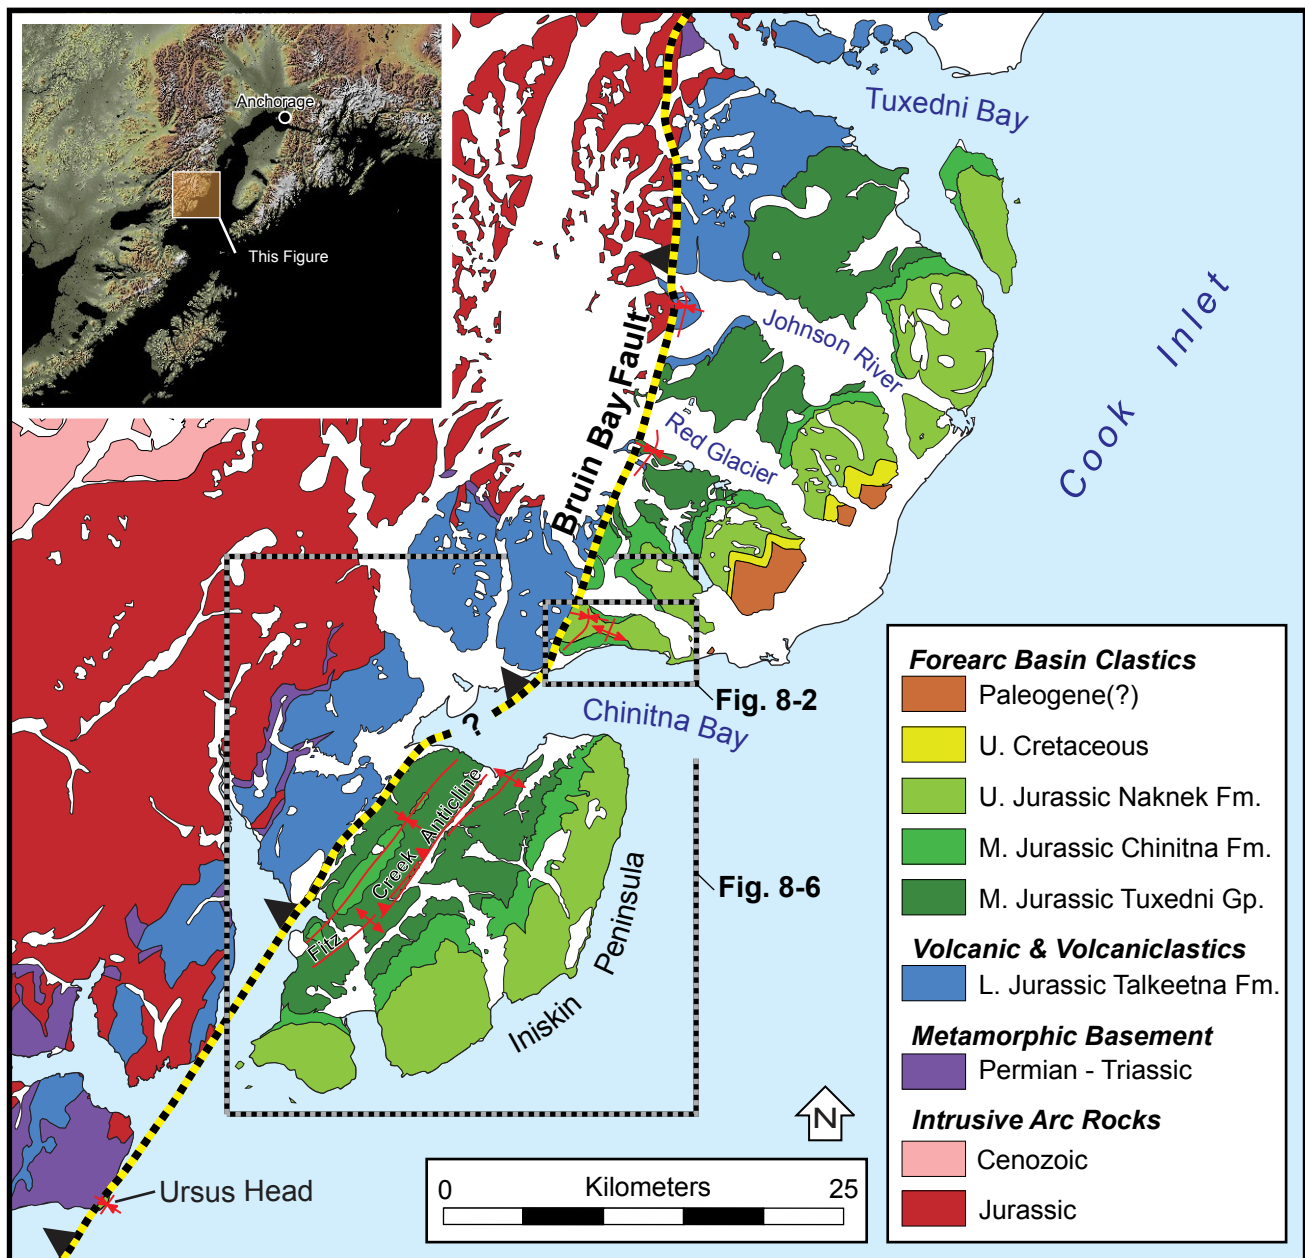 Anchorage
This Figure
Tuxedni Bay
Cook Inlet
Johnson River
Bruin Bay Fault
Red Glacier
Fig. 8-2
Chinitna Bay
?
Fitz Creek Anticline
Fig. 8-6
Iniskin Peninsula
Ursus Head
N
0 Kilometers 25
Forearc Basin Clastics
Paleogene(?)
U. Cretaceous
U. Jurassic Naknek Fm.
M. Jurassic Chinitna Fm.
M. Jurassic Tuxedni Gp.
Volcanic & Volcaniclastics
L. Jurassic Talkeetna Fm.
Metamorphic Basement
Permian - Triassic
Intrusive Arc Rocks
Cenozoic
Jurassic